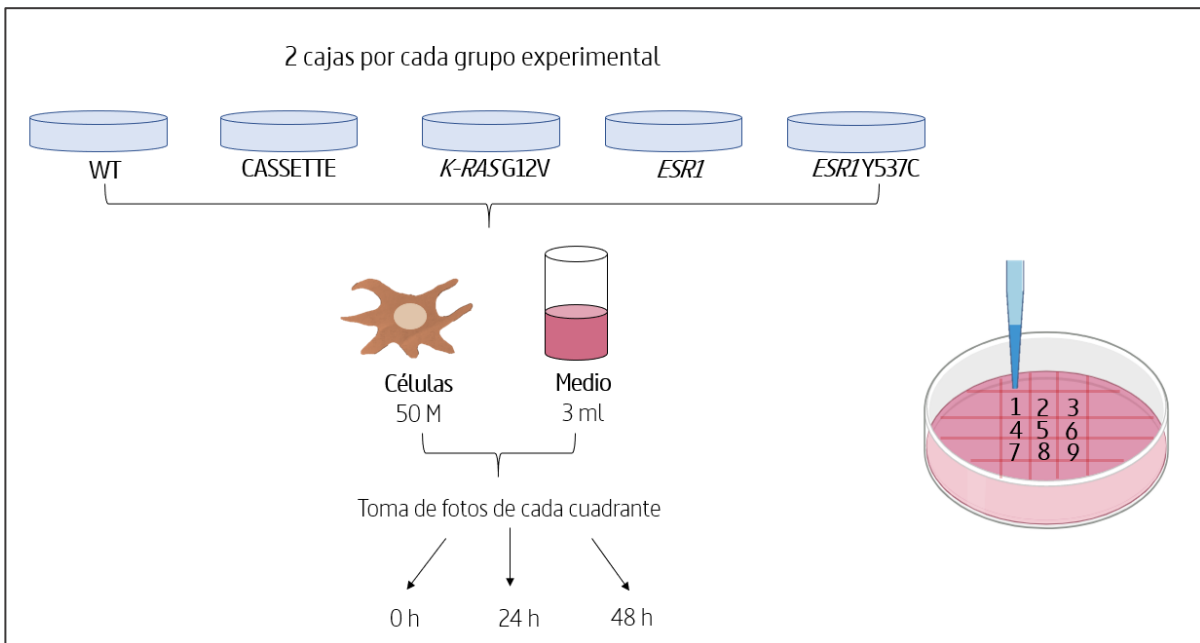 2 cajas por cada grupo experimental
WT CASSETTE K-RAS G12V ESR1 ESR1 Y537C
Células Medio
50 M 3 ml
1 2 3
4 5 6
7 8 9
Toma de fotos de cada cuadrante
0 h 24 h 48 h